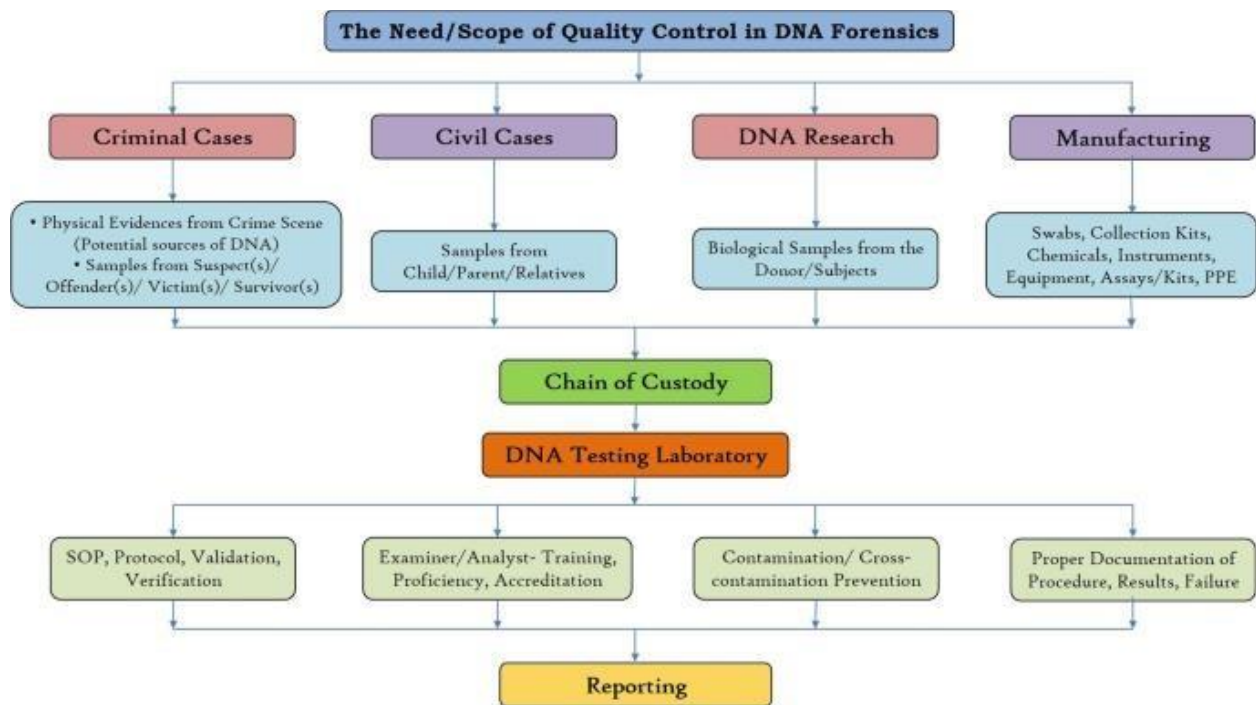 The Need/Scope of Quality Control in DNA Forensics
Criminal Cases
Civil Cases
DNA Research
Manufacturing
• Physical Evidences from Crime Scene
(Potential sources of DNA)
• Samples from Suspect(s)/
Offender(s)/ Victim(s)/ Survivor(s)
Samples from
Child/Parent/Relatives
Biological Samples from the
Donor/Subjects
Swabs, Collection Kits,
Chemicals, Instruments,
Equipment, Assays/Kits, PPE
Chain of Custody
DNA Testing Laboratory
SOP, Protocol, Validation,
Verification
Examiner/Analyst- Training,
Proficiency, Accreditation
Contamination/ Cross-
contamination Prevention
Proper Documentation of
Procedure, Results, Failure
Reporting